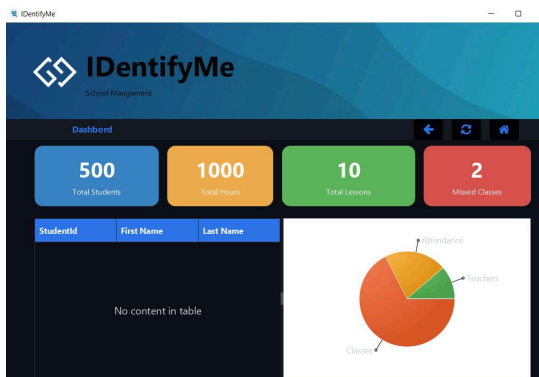 IDentifyMe
IDentifyMe
School Mangement
Dashbord
500
Total Students
1000
Total Hours
10
Total Lessons
2
Missed Classes
StudentId First Name Last Name
No content in table
Attendance
Teachers
Classes